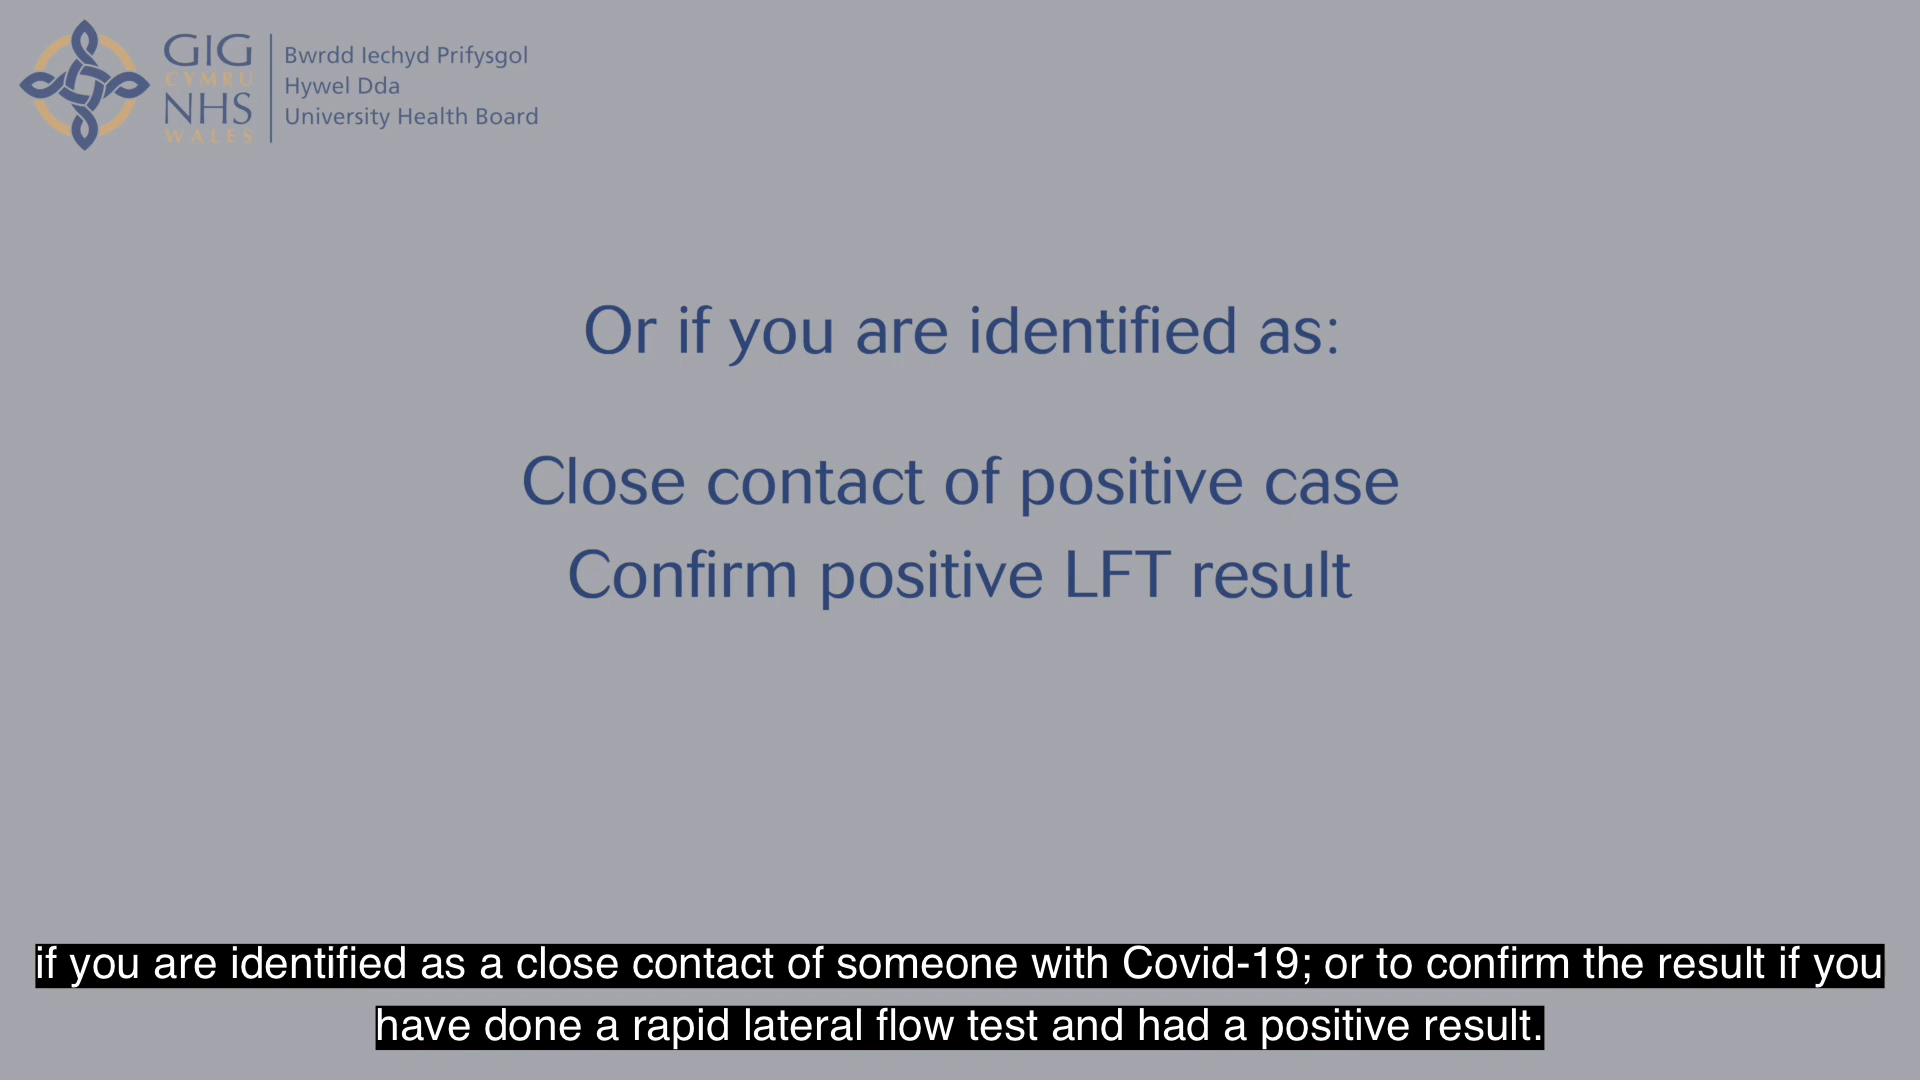 GIG
CYMRU
NHS
WALES
Bwrdd Iechyd Prifysgol
Hywel Dda
University Health Board
Or if you are identified as:
Close contact of positive case
Confirm positive LFT result
if you are identified as a close contact of someone with Covid-19; or to confirm the result if you
have done a rapid lateral flow test and had a positive result.